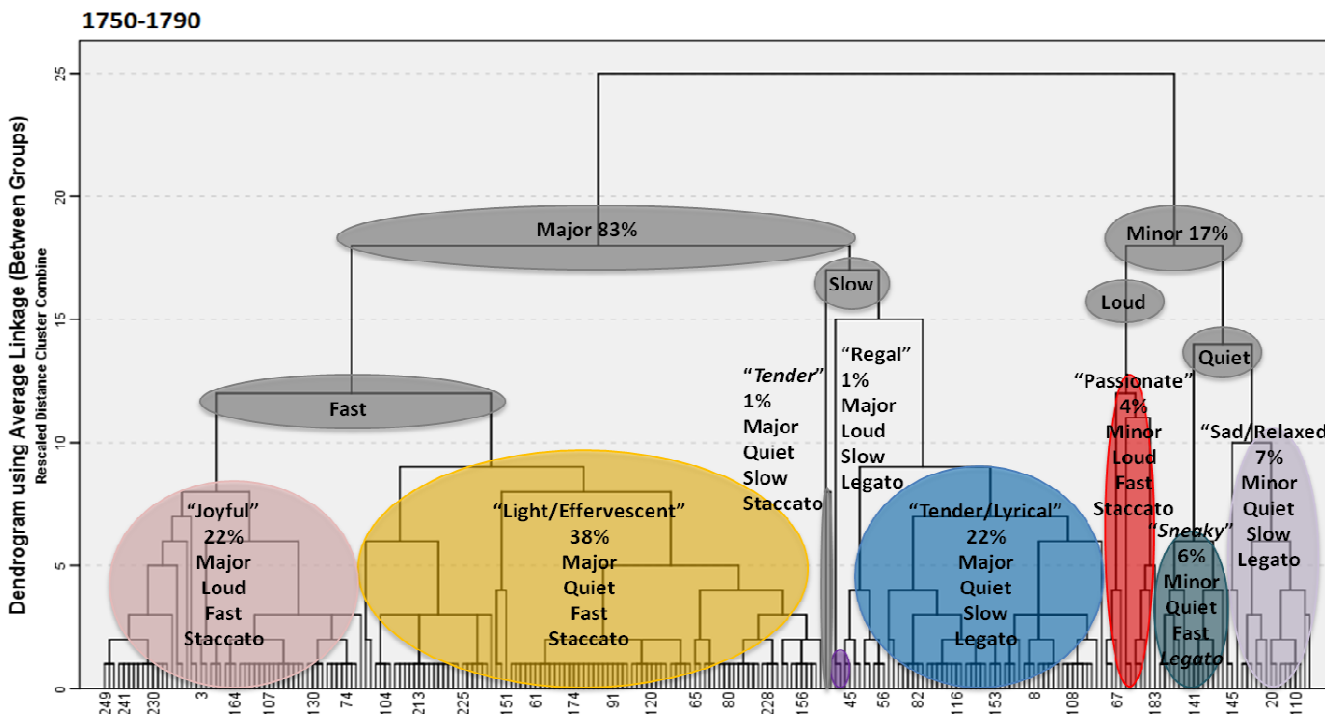 1750-1790
Dendrogram using Average Linkage (Between Groups)
Rescaled Distance Cluster Combine
25
20
15
10
5
0
Major 83%
Minor 17%
Slow
Loud
Quiet
Fast
“Tender”
1%
Major
Quiet
Slow
Staccato
“Regal”
1%
Major
Loud
Slow
Legato
“Passionate”
4%
Minor
Loud
Fast
Staccato
“Sad/Relaxed
7%
Minor
Quiet
Slow
Legato
“Joyful”
22%
Major
Loud
Fast
Staccato
“Light/Effervescent”
38%
Major
Quiet
Fast
Staccato
“Tender/Lyrical”
22%
Major
Quiet
Slow
Legato
“Sneaky”
6%
Minor
Quiet
Fast
Legato
249
241
230
3
164
107
130
74
104
213
225
151
61
174
91
120
65
80
228
156
45
56
82
116
153
8
108
67
183
141
145
20
110